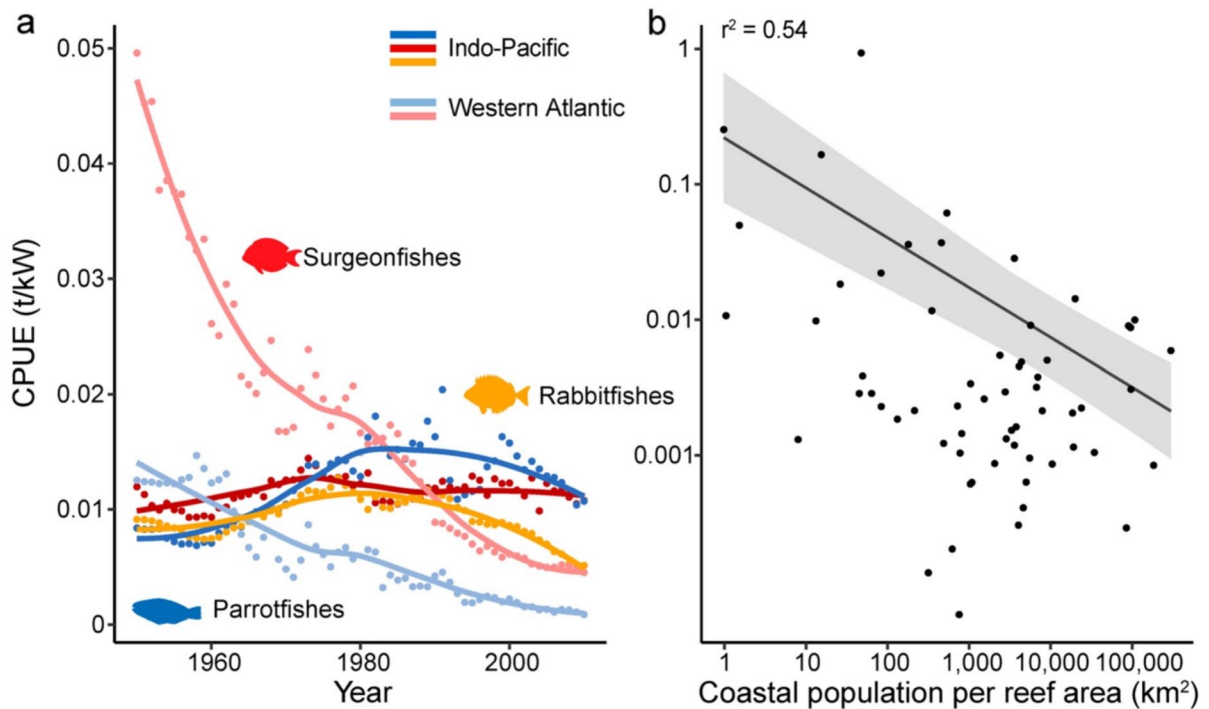 a
0.05
0.04
0.03
0.02
0.01
0
CPUE (t/kW)
Indo-Pacific
Western Atlantic
Surgeonfishes
Rabbitfishes
Parrotfishes
1960
1980
2000
Year
b
r² = 0.54
1
0.1
0.01
0.001
1
10
100
1,000
10,000
100,000
Coastal population per reef area (km²)